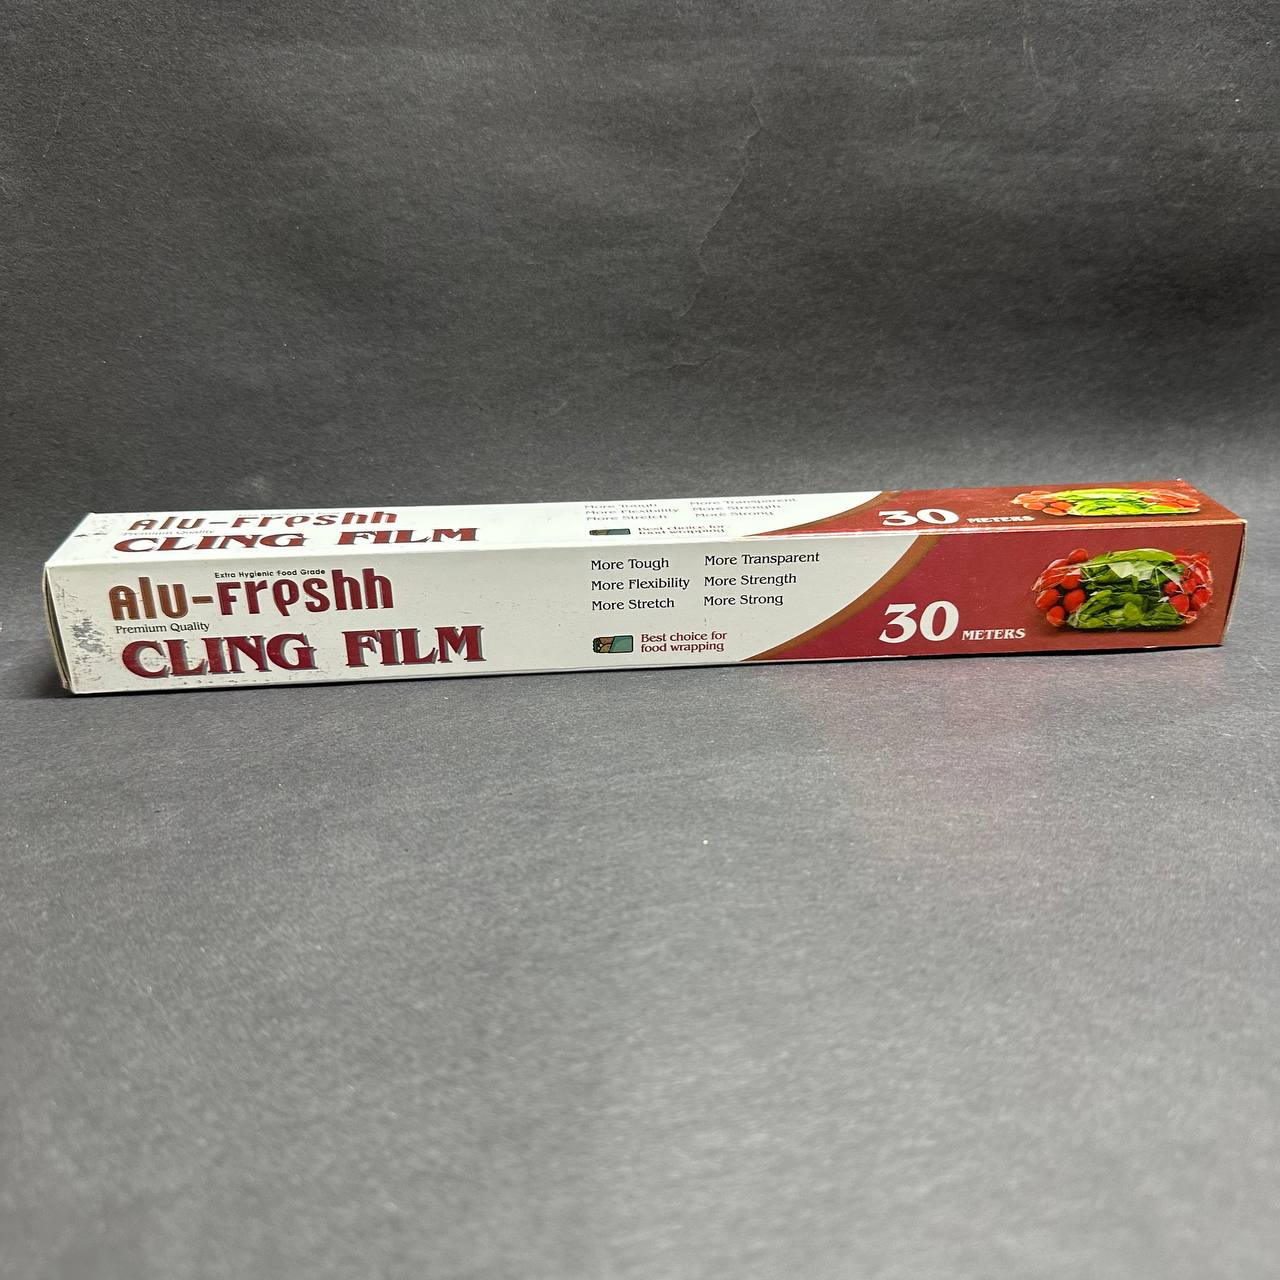 Alu-Freshh
Premium Quality
CLING FILM
More Tough
More Transparent
More Flexibility
More Strength
More Stretch
More Strong
Best choice for
food wrapping
30 METERS
Extra Hygienic Food Grade
Alu-Freshh
Premium Quality
CLING FILM
More Tough
More Transparent
More Flexibility
More Strength
More Stretch
More Strong
Best choice for
food wrapping
30 METERS